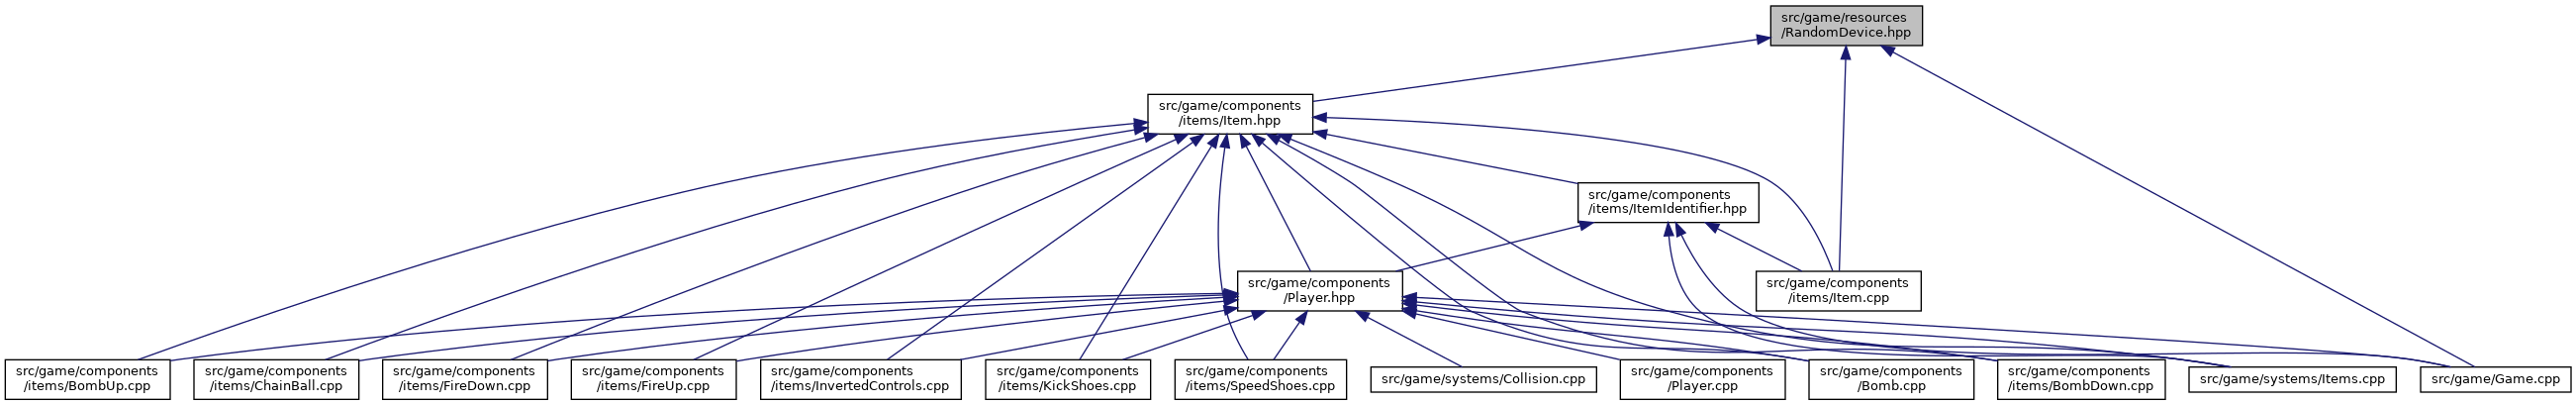 src/game/resources
/RandomDevice.hpp
src/game/components
/items/Item.hpp
src/game/components
/items/ItemIdentifier.hpp
src/game/components
/Player.hpp
src/game/components
/items/Item.cpp
src/game/components
/items/BombUp.cpp
src/game/components
/items/ChainBall.cpp
src/game/components
/items/FireDown.cpp
src/game/components
/items/FireUp.cpp
src/game/components
/items/InvertedControls.cpp
src/game/components
/items/KickShoes.cpp
src/game/components
/items/SpeedShoes.cpp
src/game/systems/Collision.cpp
src/game/components
/Player.cpp
src/game/components
/Bomb.cpp
src/game/components
/items/BombDown.cpp
src/game/systems/Items.cpp
src/game/Game.cpp